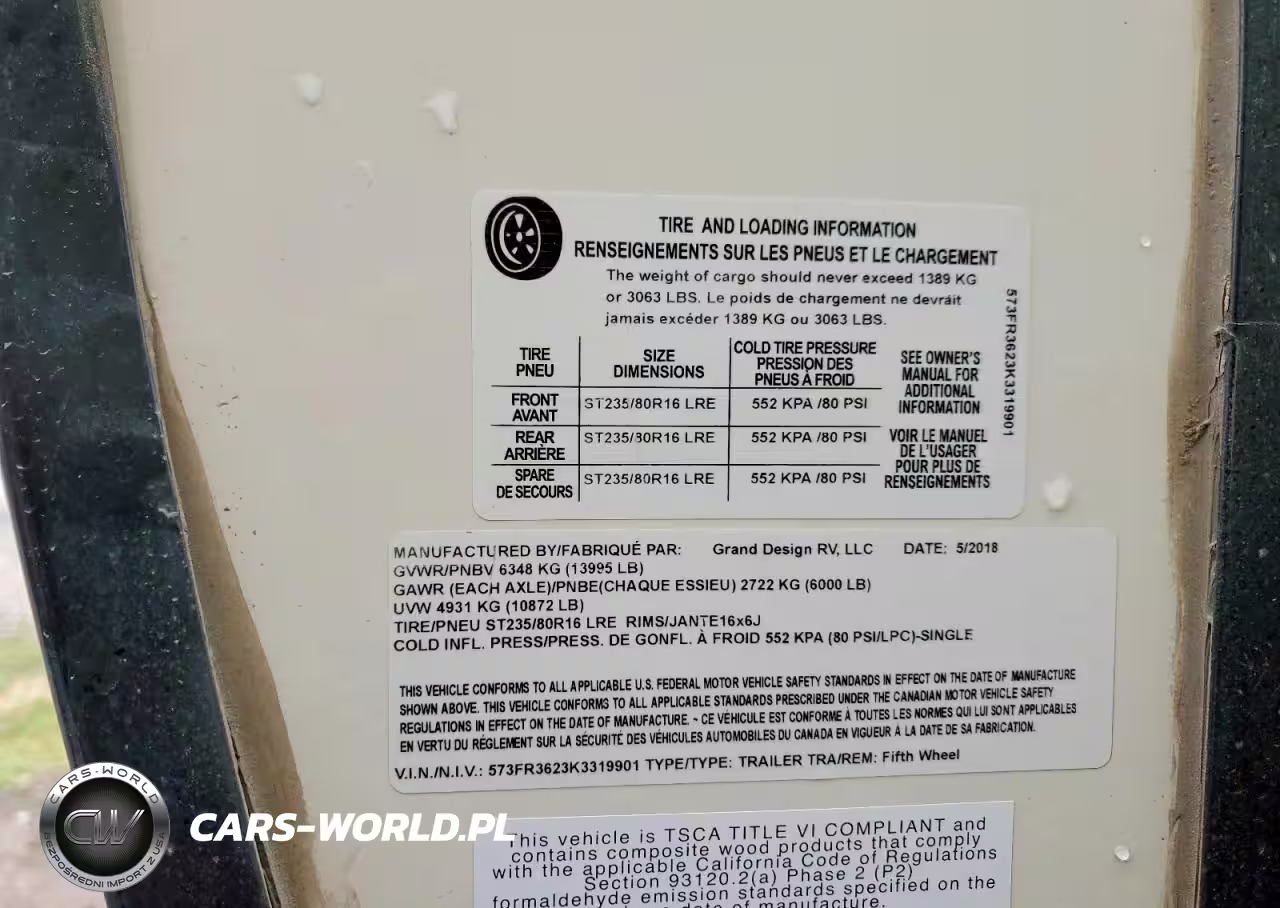 TIRE AND LOADING INFORMATION
RENSEIGNEMENTS SUR LES PNEUS ET LE CHARGEMENT
The weight of cargo should never exceed 1389 KG
or 3063 LBS. Le poids de chargement ne devrait
jamais excéder 1389 KG ou 3063 LBS.
TIRE
PNEU
SIZE
DIMENSIONS
COLD TIRE PRESSURE
PRESSION DES
PNEUS À FROID
FRONT
AVANT
ST235/80R16 LRE
552 KPA /80 PSI
REAR
ARRIÈRE
ST235/80R16 LRE
552 KPA /80 PSI
SPARE
DE SECOURS
ST235/80R16 LRE
552 KPA /80 PSI
SEE OWNER'S
MANUAL FOR
ADDITIONAL
INFORMATION
VOIR LE MANUEL
DE L'USAGER
POUR PLUS DE
RENSEIGNEMENTS
573FR3623K3319901
MANUFACTURED BY/FABRIQUÉ PAR: Grand Design RV, LLC DATE: 5/2018
GVWR/PNBV 6348 KG (13995 LB)
GAWR (EACH AXLE)/PNBE(CHAQUE ESSIEU) 2722 KG (6000 LB)
UVW 4931 KG (10872 LB)
TIRE/PNEU ST235/80R16 LRE RIMS/JANTE16x6J
COLD INFL. PRESS/PRESS. DE GONFL. À FROID 552 KPA (80 PSI/LPC)-SINGLE
THIS VEHICLE CONFORMS TO ALL APPLICABLE U.S. FEDERAL MOTOR VEHICLE SAFETY STANDARDS IN EFFECT ON THE DATE OF MANUFACTURE
SHOWN ABOVE. THIS VEHICLE CONFORMS TO ALL APPLICABLE STANDARDS PRESCRIBED UNDER THE CANADIAN MOTOR VEHICLE SAFETY
REGULATIONS IN EFFECT ON THE DATE OF MANUFACTURE. ~ CE VÉHICULE EST CONFORME À TOUTES LES NORMES QUI LUI SONT APPLICABLES
EN VERTU DU RÉGLEMENT SUR LA SÉCURITÉ DES VÉHICULES AUTOMOBILES DU CANADA EN VIGUEUR À LA DATE DE SA FABRICATION.
V.I.N./N.I.V.: 573FR3623K3319901 TYPE/TYPE: TRAILER TRA/REM: Fifth Wheel
This vehicle is TSCA TITLE VI COMPLIANT and
contains composite wood products that comply
with the applicable California Code of Regulations
Section 93120.2(a) Phase 2 (P2)
formaldehyde emission standards specified on the
date of manufacture.
CARS-WORLD
CW
BEZPOŚREDNI IMPORT Z USA
CARS-WORLD.PL